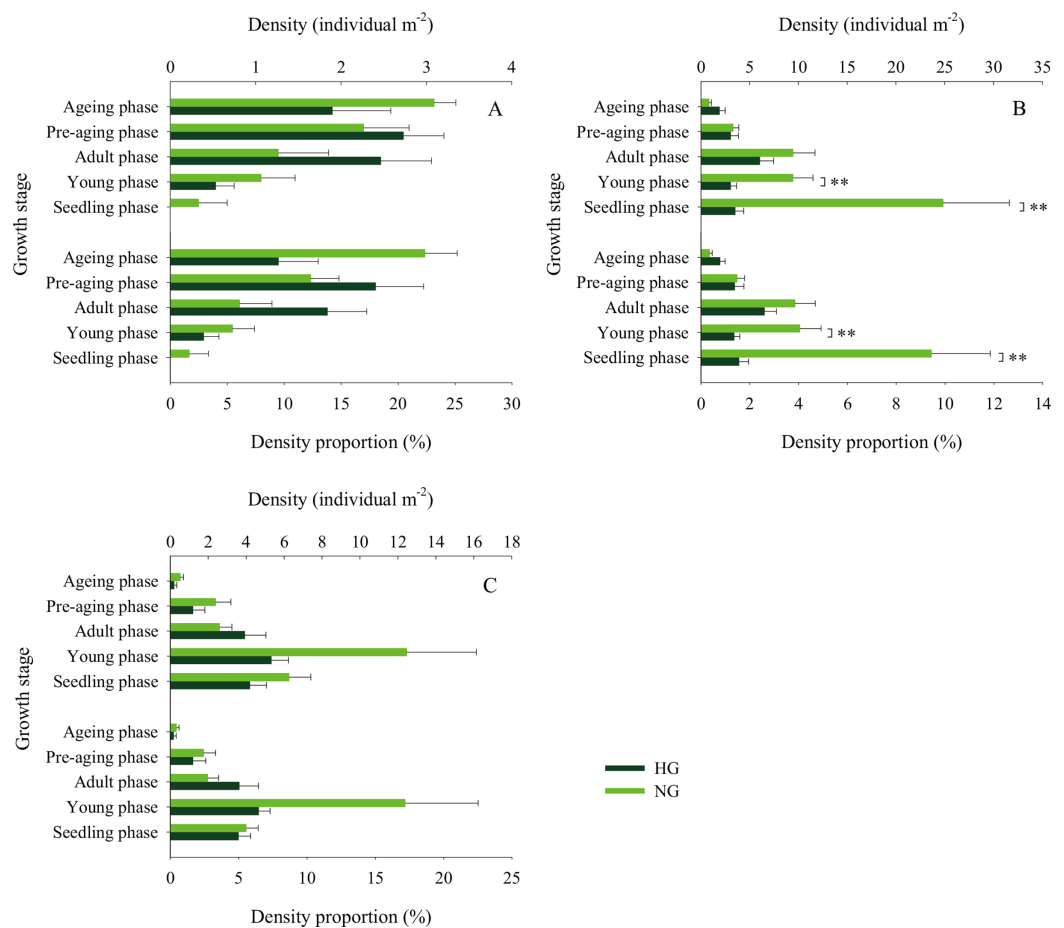 Density (individual m-2)
0 1 2 3 4
A
Growth stage
Ageing phase
Pre-aging phase
Adult phase
Young phase
Seedling phase
Ageing phase
Pre-aging phase
Adult phase
Young phase
Seedling phase
0 5 10 15 20 25 30
Density proportion (%)
Density (individual m-2)
0 5 10 15 20 25 30 35
B
Growth stage
Ageing phase
Pre-aging phase
Adult phase
Young phase **
Seedling phase **
Ageing phase
Pre-aging phase
Adult phase
Young phase **
Seedling phase **
0 2 4 6 8 10 12 14
Density proportion (%)
Density (individual m-2)
0 2 4 6 8 10 12 14 16 18
C
Growth stage
Ageing phase
Pre-aging phase
Adult phase
Young phase
Seedling phase
Ageing phase
Pre-aging phase
Adult phase
Young phase
Seedling phase
0 5 10 15 20 25
Density proportion (%)
HG
NG